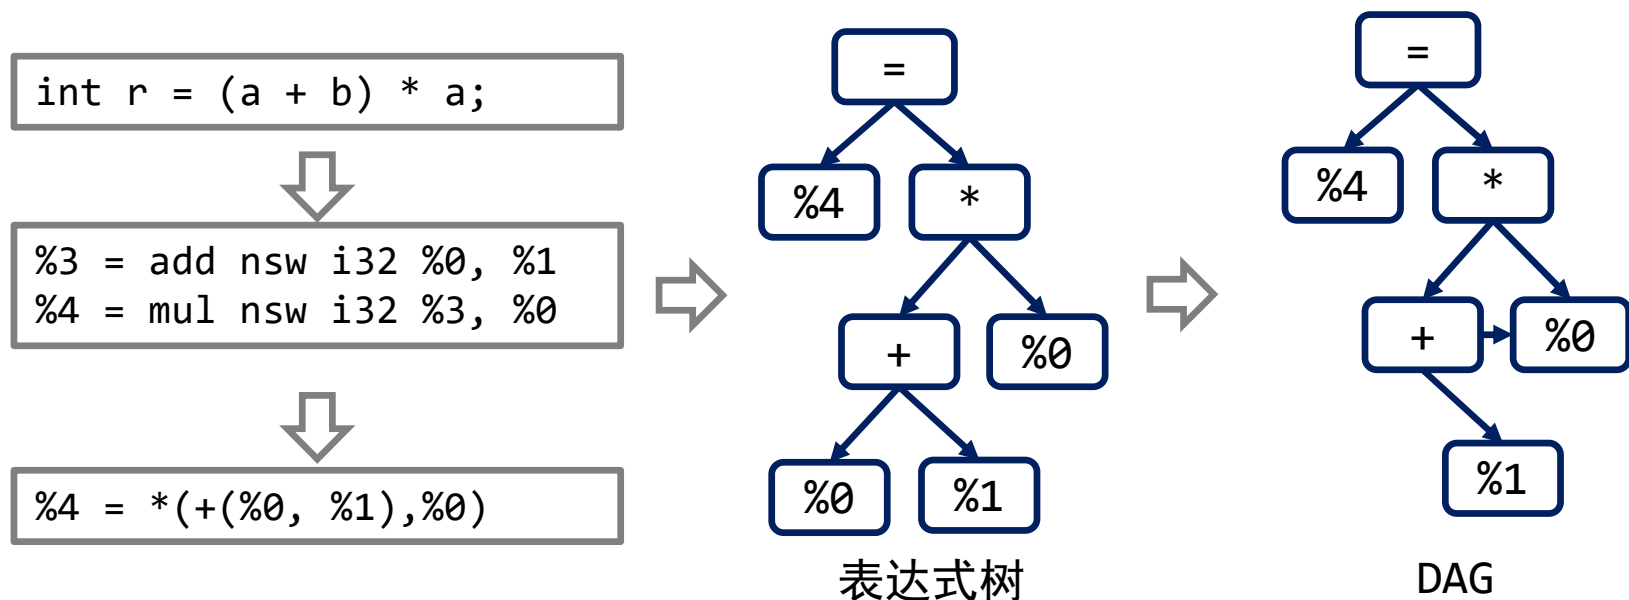 int r = (a + b) * a;
%3 = add nsw i32 %0, %1
%4 = mul nsw i32 %3, %0
%4 = *(+(%0, %1),%0)
=
%4
*
+
%0
%0
%1
表达式树
=
%4
*
+
%0
%1
DAG